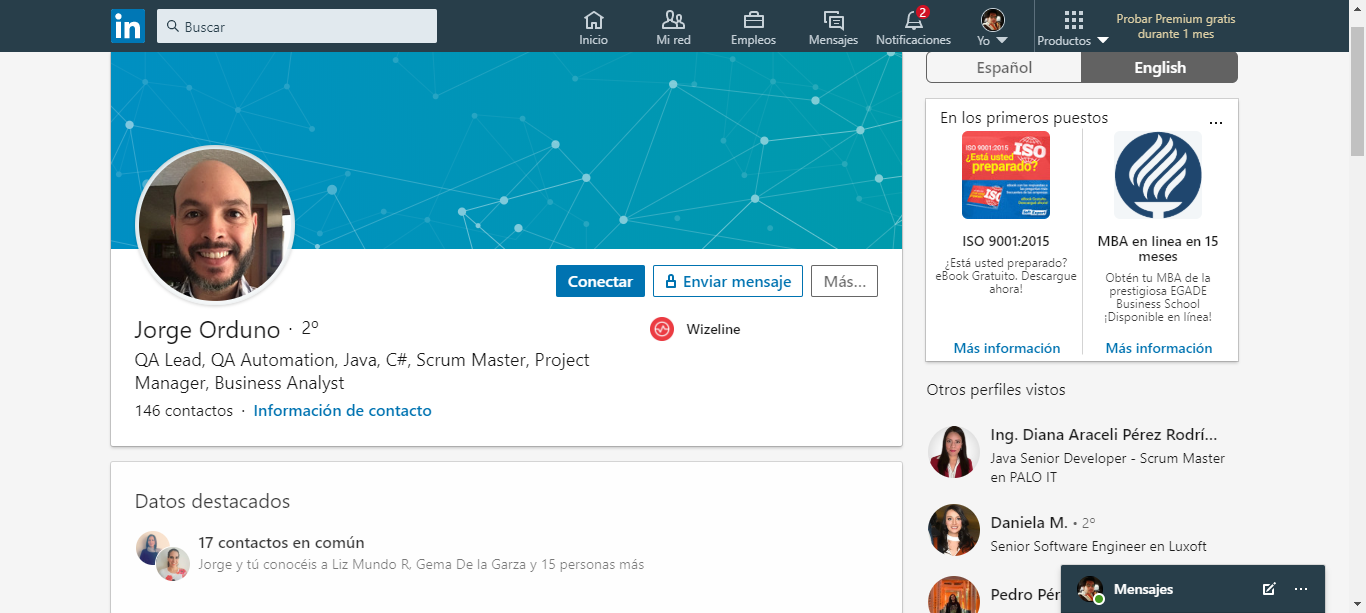 in
Buscar
Inicio
Mi red
Empleos
Mensajes
2
Notificaciones
Yo
Productos
Probar Premium gratis
durante 1 mes
Español
English
En los primeros puestos
...
ISO 9001:2015
ISO
¿Está usted
preparado?
ISO
ISO 9001:2015
¿Está usted preparado?
eBook Gratuito. Descargue
ahora!
Más información
MBA en linea en 15
meses
Obtén tu MBA de la
prestigiosa EGADE
Business School
¡Disponible en línea!
Más información
Conectar
Enviar mensaje
Más...
Jorge Orduno · 2º
Wizeline
QA Lead, QA Automation, Java, C#, Scrum Master, Project
Manager, Business Analyst
146 contactos · Información de contacto
Datos destacados
17 contactos en común
Jorge y tú conocéis a Liz Mundo R, Gema De la Garza y 15 personas más
Otros perfiles vistos
Ing. Diana Araceli Pérez Rodrí...
Java Senior Developer - Scrum Master
en PALO IT
Daniela M. • 2º
Senior Software Engineer en Luxoft
Pedro Pér
Mensajes
...